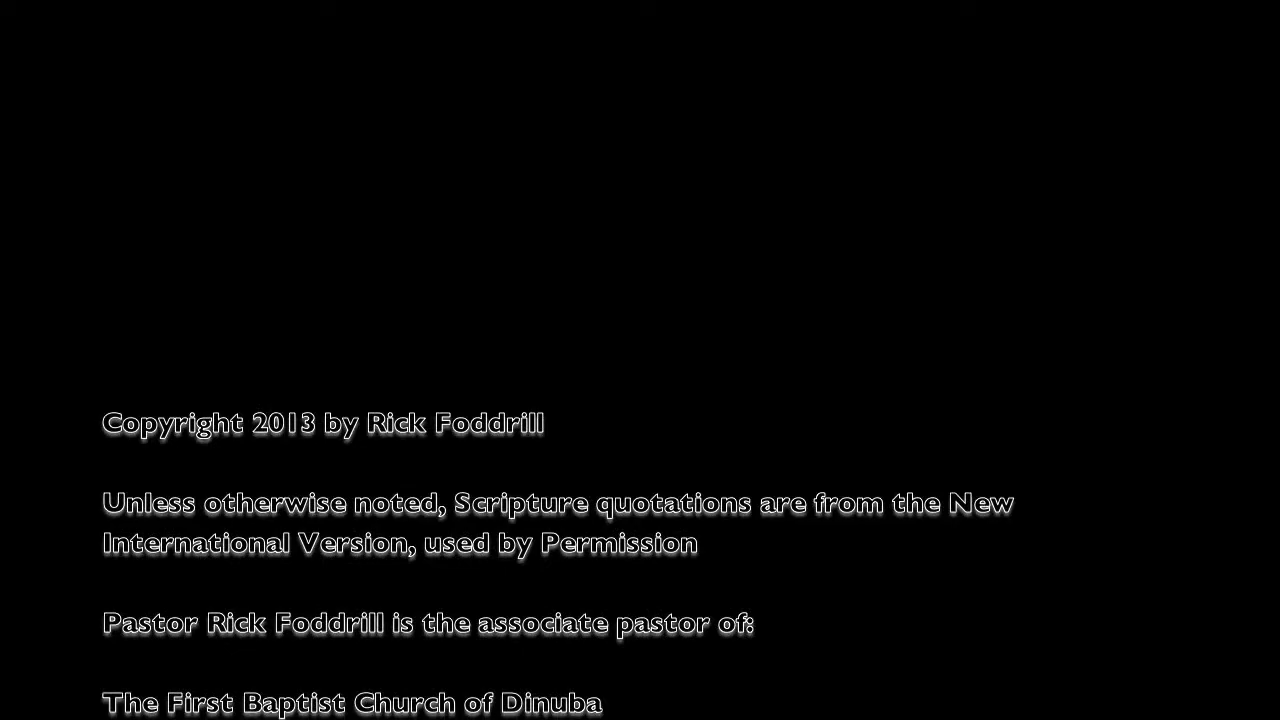 Copyright 2013 by Rick Foddrill
Unless otherwise noted, Scripture quotations are from the New
International Version, used by Permission
Pastor Rick Foddrill is the associate pastor of:
The First Baptist Church of Dinuba